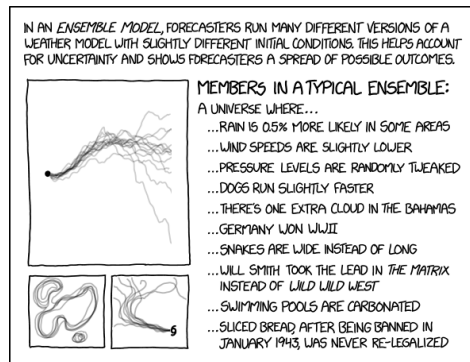 IN AN ENSEMBLE MODEL, FORECASTERS RUN MANY DIFFERENT VERSIONS OF A
WEATHER MODEL WITH SLIGHTLY DIFFERENT INITIAL CONDITIONS. THIS HELPS ACCOUNT
FOR UNCERTAINTY AND SHOWS FORECASTERS A SPREAD OF POSSIBLE OUTCOMES.
MEMBERS IN A TYPICAL ENSEMBLE:
A UNIVERSE WHERE...
...RAIN IS 0.5% MORE LIKELY IN SOME AREAS
...WIND SPEEDS ARE SLIGHTLY LOWER
...PRESSURE LEVELS ARE RANDOMLY TWEAKED
...DOGS RUN SLIGHTLY FASTER
...THERE'S ONE EXTRA CLOUD IN THE BAHAMAS
...GERMANY WON WWII
...SNAKES ARE WIDE INSTEAD OF LONG
...WILL SMITH TOOK THE LEAD IN THE MATRIX
INSTEAD OF WILD WILD WEST
...SWIMMING POOLS ARE CARBONATED
...SLICED BREAD, AFTER BEING BANNED IN
JANUARY 1943, WAS NEVER RE-LEGALIZED